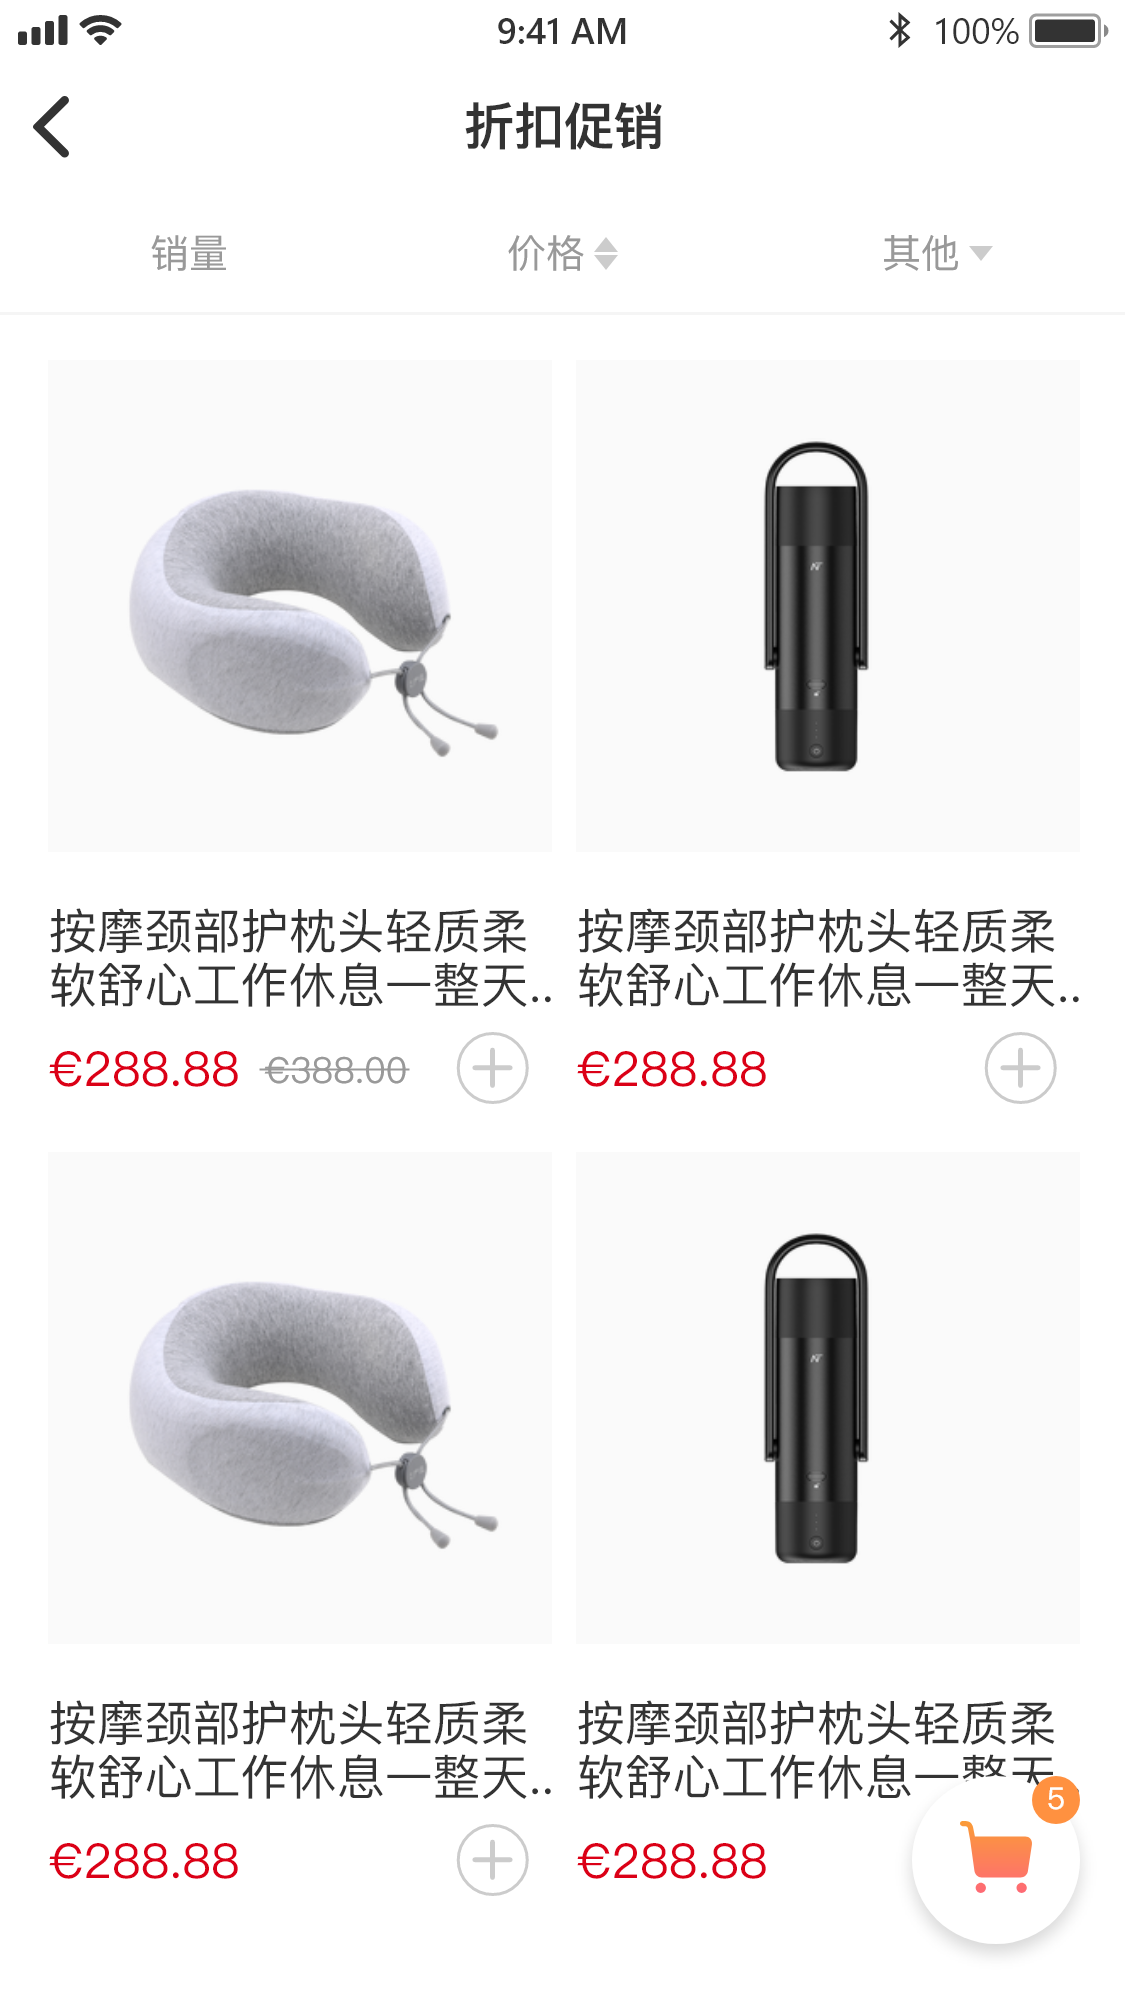 9:41 AM
100%
折扣促销
销量
价格
其他
按摩颈部护枕头轻质柔
软舒心工作休息一整天..
€288.88 €388.00
按摩颈部护枕头轻质柔
软舒心工作休息一整天..
€288.88
按摩颈部护枕头轻质柔
软舒心工作休息一整天..
€288.88
按摩颈部护枕头轻质柔
软舒心工作休息一整天
€288.88
5